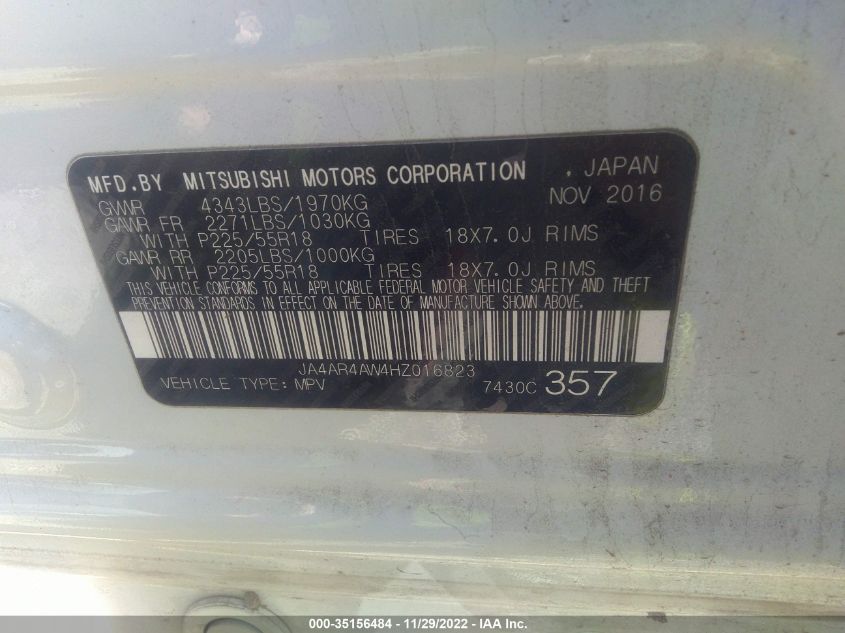 MFD.BY MITSUBISHI MOTORS CORPORATION , JAPAN
NOV 2016
GVWR 4343LBS/1970KG
GAWR FR 2271LBS/1030KG
WITH P225/55R18 TIRES 18X7.0J RIMS
GAWR RR 2205LBS/1000KG
WITH P225/55R18 TIRES 18X7.0J RIMS
THIS VEHICLE CONFORMS TO ALL APPLICABLE FEDERAL MOTOR VEHICLE SAFETY AND THEFT
PREVENTION STANDARDS IN EFFECT ON THE DATE OF MANUFACTURE SHOWN ABOVE.
JA4AR4AW4HZ016823
VEHICLE TYPE: MPV 7430C 357
000-35156484 - 11/29/2022 - IAA Inc.